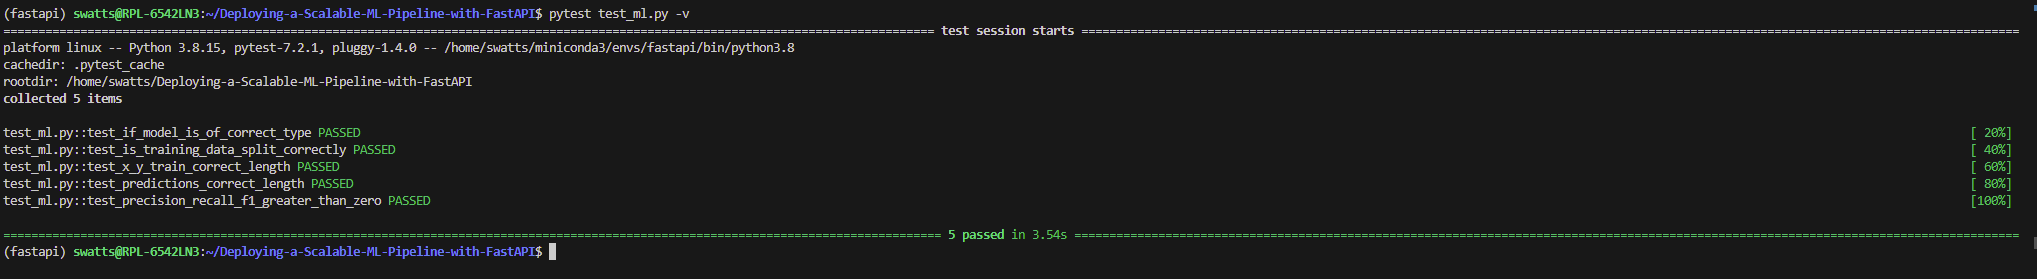 (fastapi) swatts@RPL-6542LN3:~/Deploying-a-Scalable-ML-Pipeline-with-FastAPI$ pytest test_ml.py -v
============================= test session starts =============================
platform linux -- Python 3.8.15, pytest-7.2.1, pluggy-1.4.0 -- /home/swatts/miniconda3/envs/fastapi/bin/python3.8
cachedir: .pytest_cache
rootdir: /home/swatts/Deploying-a-Scalable-ML-Pipeline-with-FastAPI
collected 5 items
test_ml.py::test_if_model_is_of_correct_type PASSED [ 20%]
test_ml.py::test_is_training_data_split_correctly PASSED [ 40%]
test_ml.py::test_x_y_train_correct_length PASSED [ 60%]
test_ml.py::test_predictions_correct_length PASSED [ 80%]
test_ml.py::test_precision_recall_f1_greater_than_zero PASSED [100%]
============================= 5 passed in 3.54s =============================
(fastapi) swatts@RPL-6542LN3:~/Deploying-a-Scalable-ML-Pipeline-with-FastAPI$